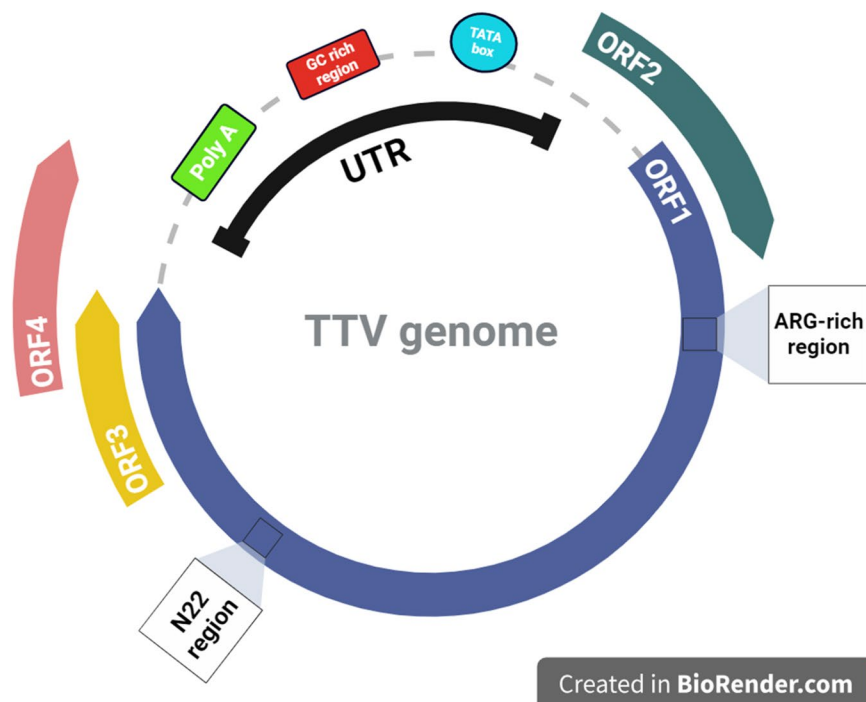 TATA
box
GC rich
region
Poly A
UTR
ORF2
ORF1
TTV genome
ARG-rich
region
ORF4
ORF3
N22
region
Created in BioRender.com